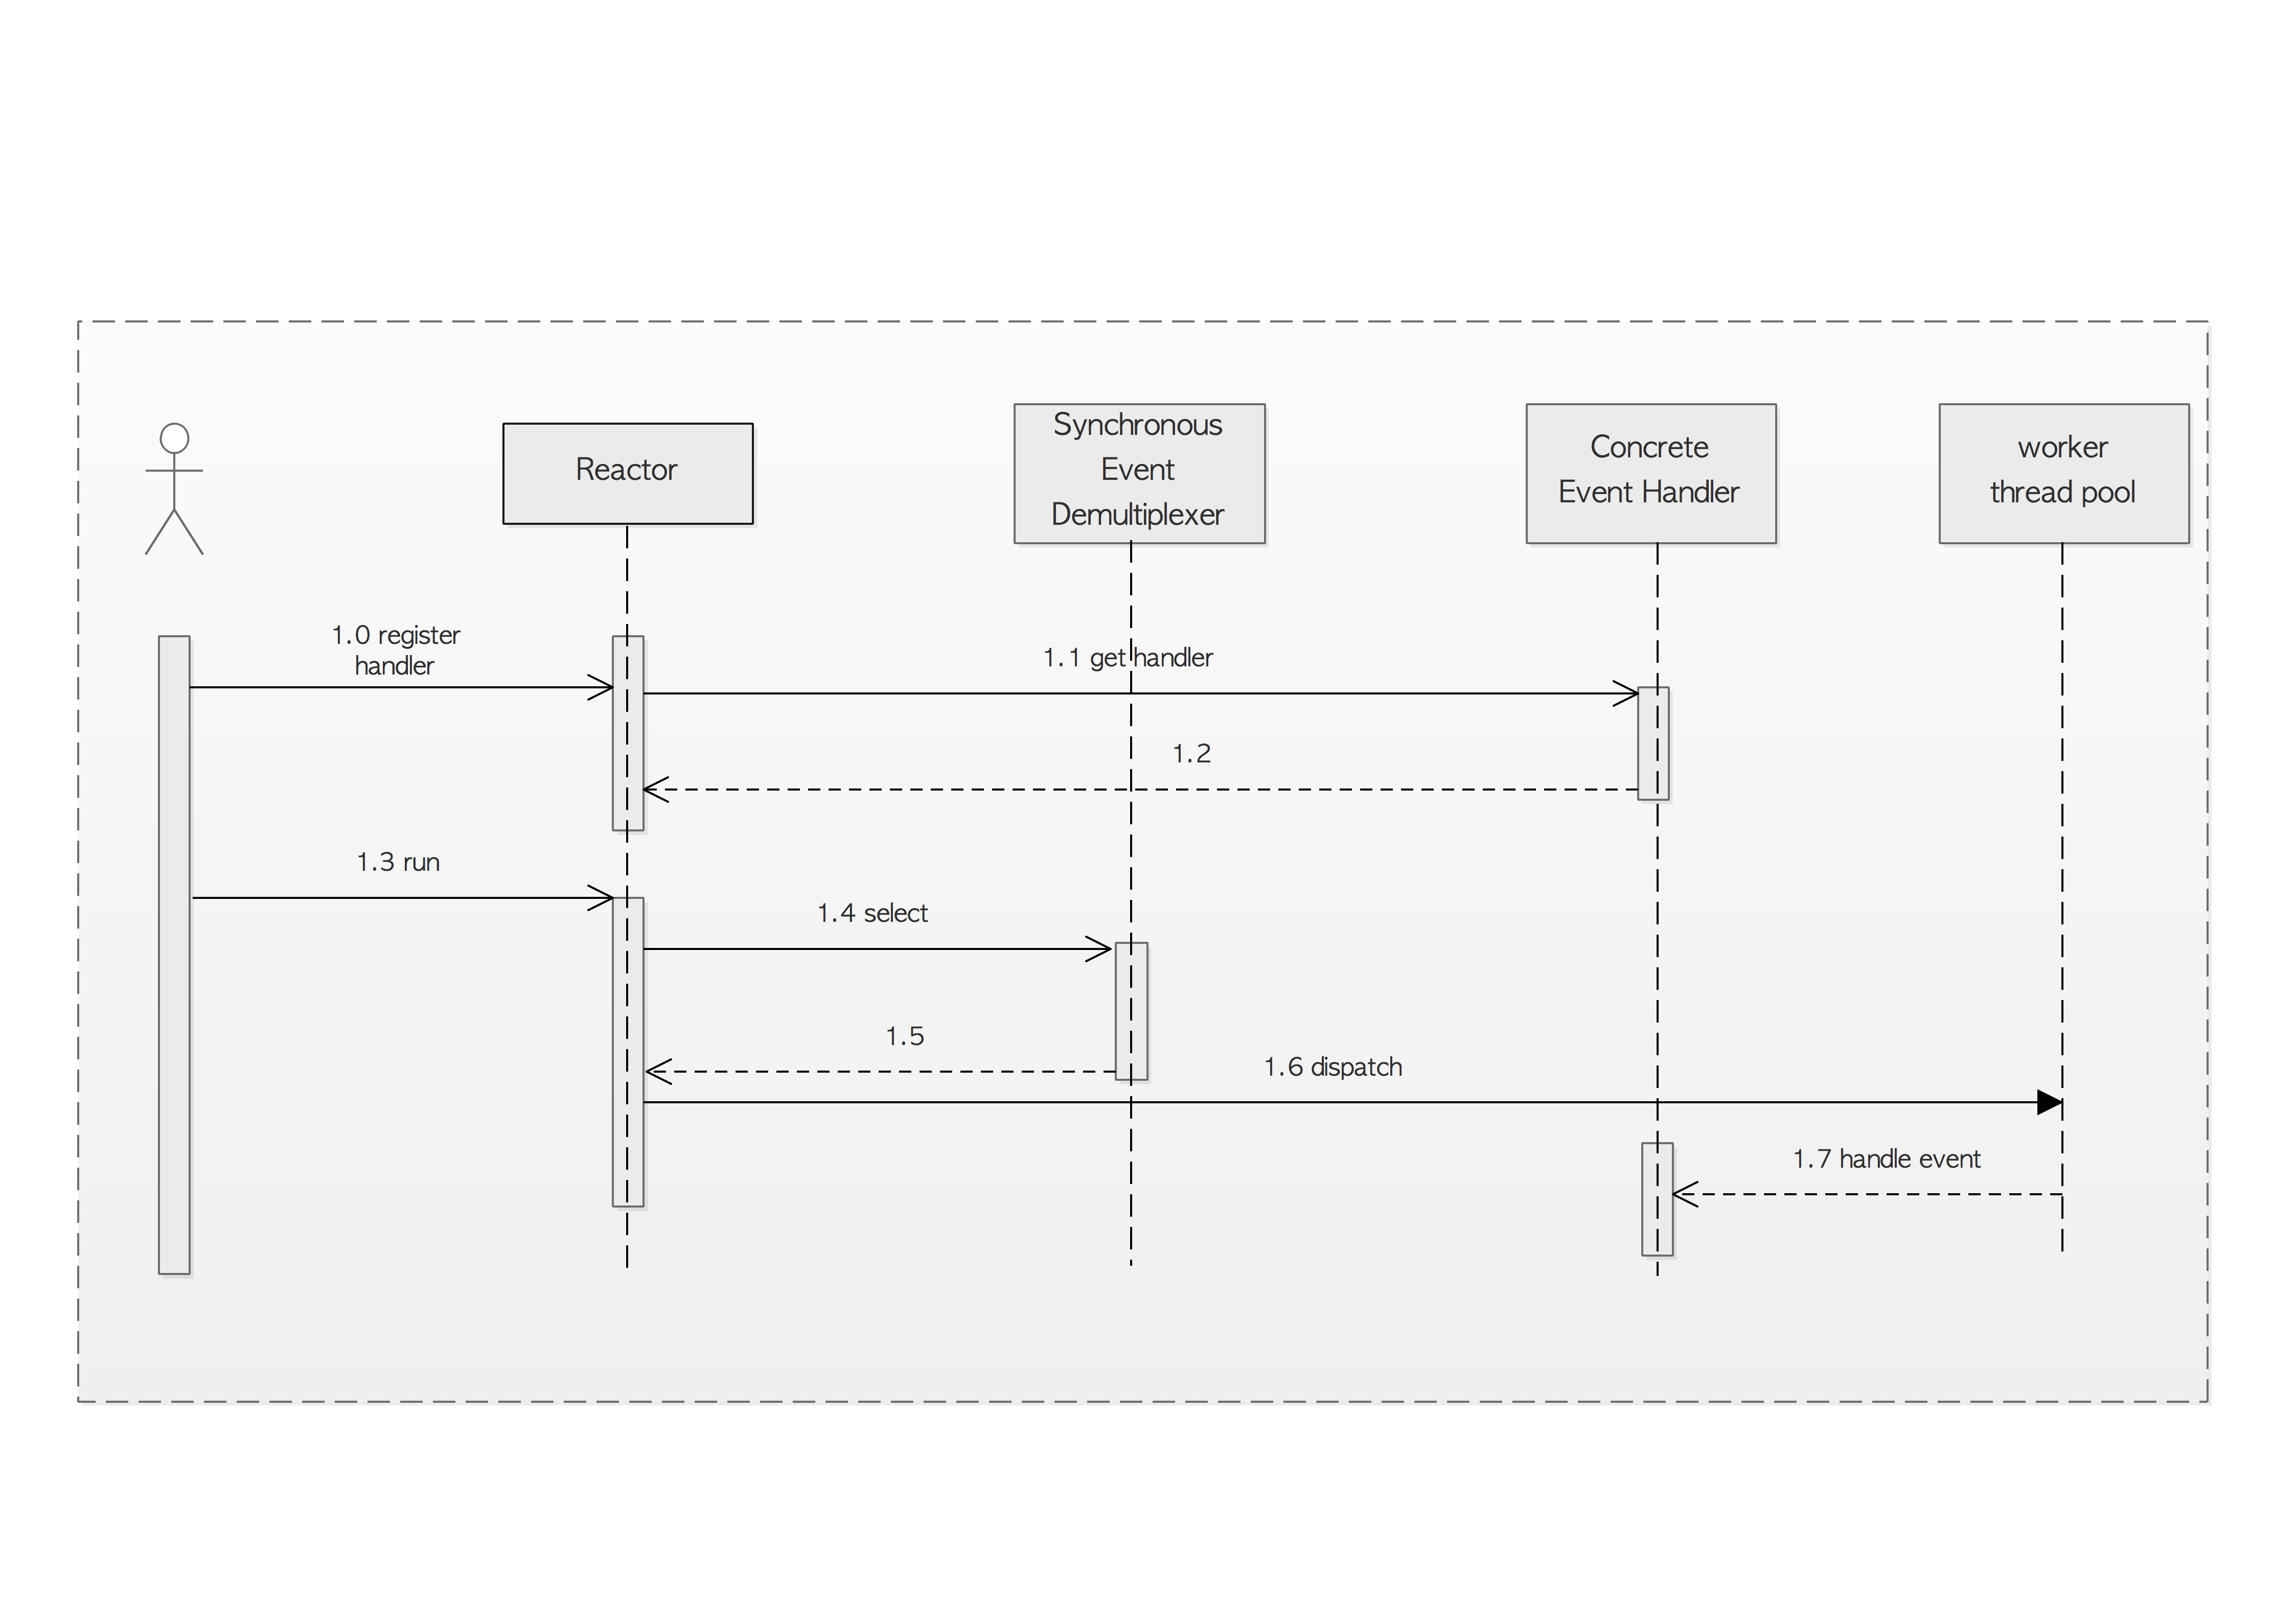 Reactor
Synchronous
Event
Demultiplexer
Concrete
Event Handler
worker
thread pool
1.0 register
handler
1.1 get handler
1.2
1.3 run
1.4 select
1.5
1.6 dispatch
1.7 handle event